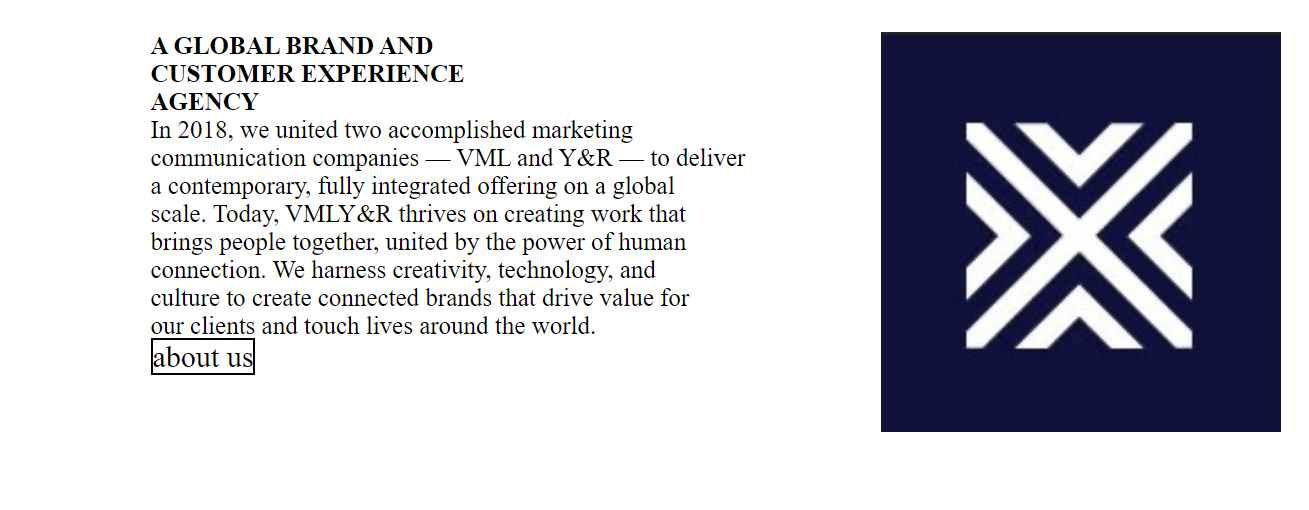 A GLOBAL BRAND AND
CUSTOMER EXPERIENCE
AGENCY
In 2018, we united two accomplished marketing
communication companies — VML and Y&R — to deliver
a contemporary, fully integrated offering on a global
scale. Today, VMLY&R thrives on creating work that
brings people together, united by the power of human
connection. We harness creativity, technology, and
culture to create connected brands that drive value for
our clients and touch lives around the world.
about us